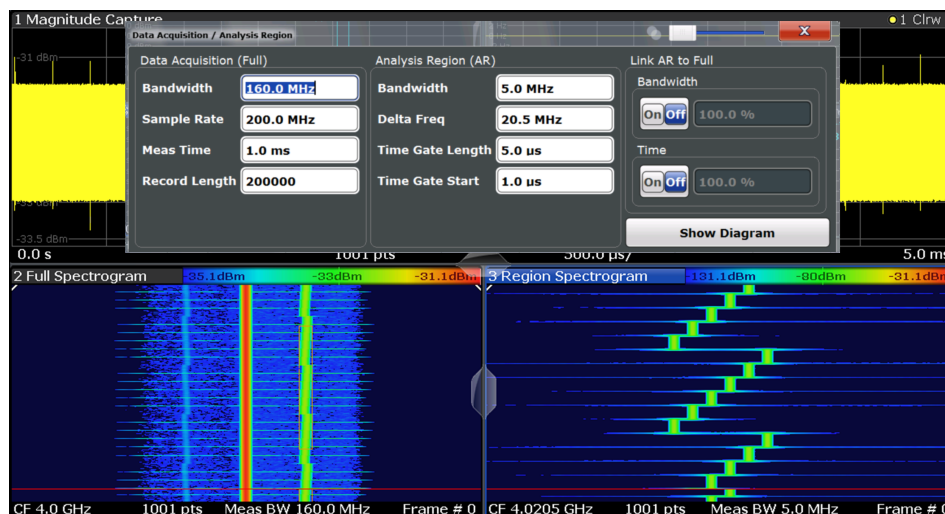 1 Magnitude Capture
1 Clrw
Data Acquisition / Analysis Region
X
-31 dBm
Data Acquisition (Full)
Analysis Region (AR)
Link AR to Full
Bandwidth 160.0 MHz
Bandwidth 5.0 MHz
Bandwidth
On Off 100.0 %
Sample Rate 200.0 MHz
Delta Freq 20.5 MHz
Meas Time 1.0 ms
Time Gate Length 5.0 µs
Time
Record Length 200000
Time Gate Start 1.0 µs
On Off 100.0 %
Show Diagram
-33.5 dBm
0.0 s
1001 pts
500.0 µs/
5.0 ms
2 Full Spectrogram -35.1dBm -33dBm -31.1dBm
3 Region Spectrogram -131.1dBm -80dBm -31.1dBm
CF 4.0 GHz 1001 pts Meas BW 160.0 MHz Frame # 0
CF 4.0205 GHz 1001 pts Meas BW 5.0 MHz Frame # 0